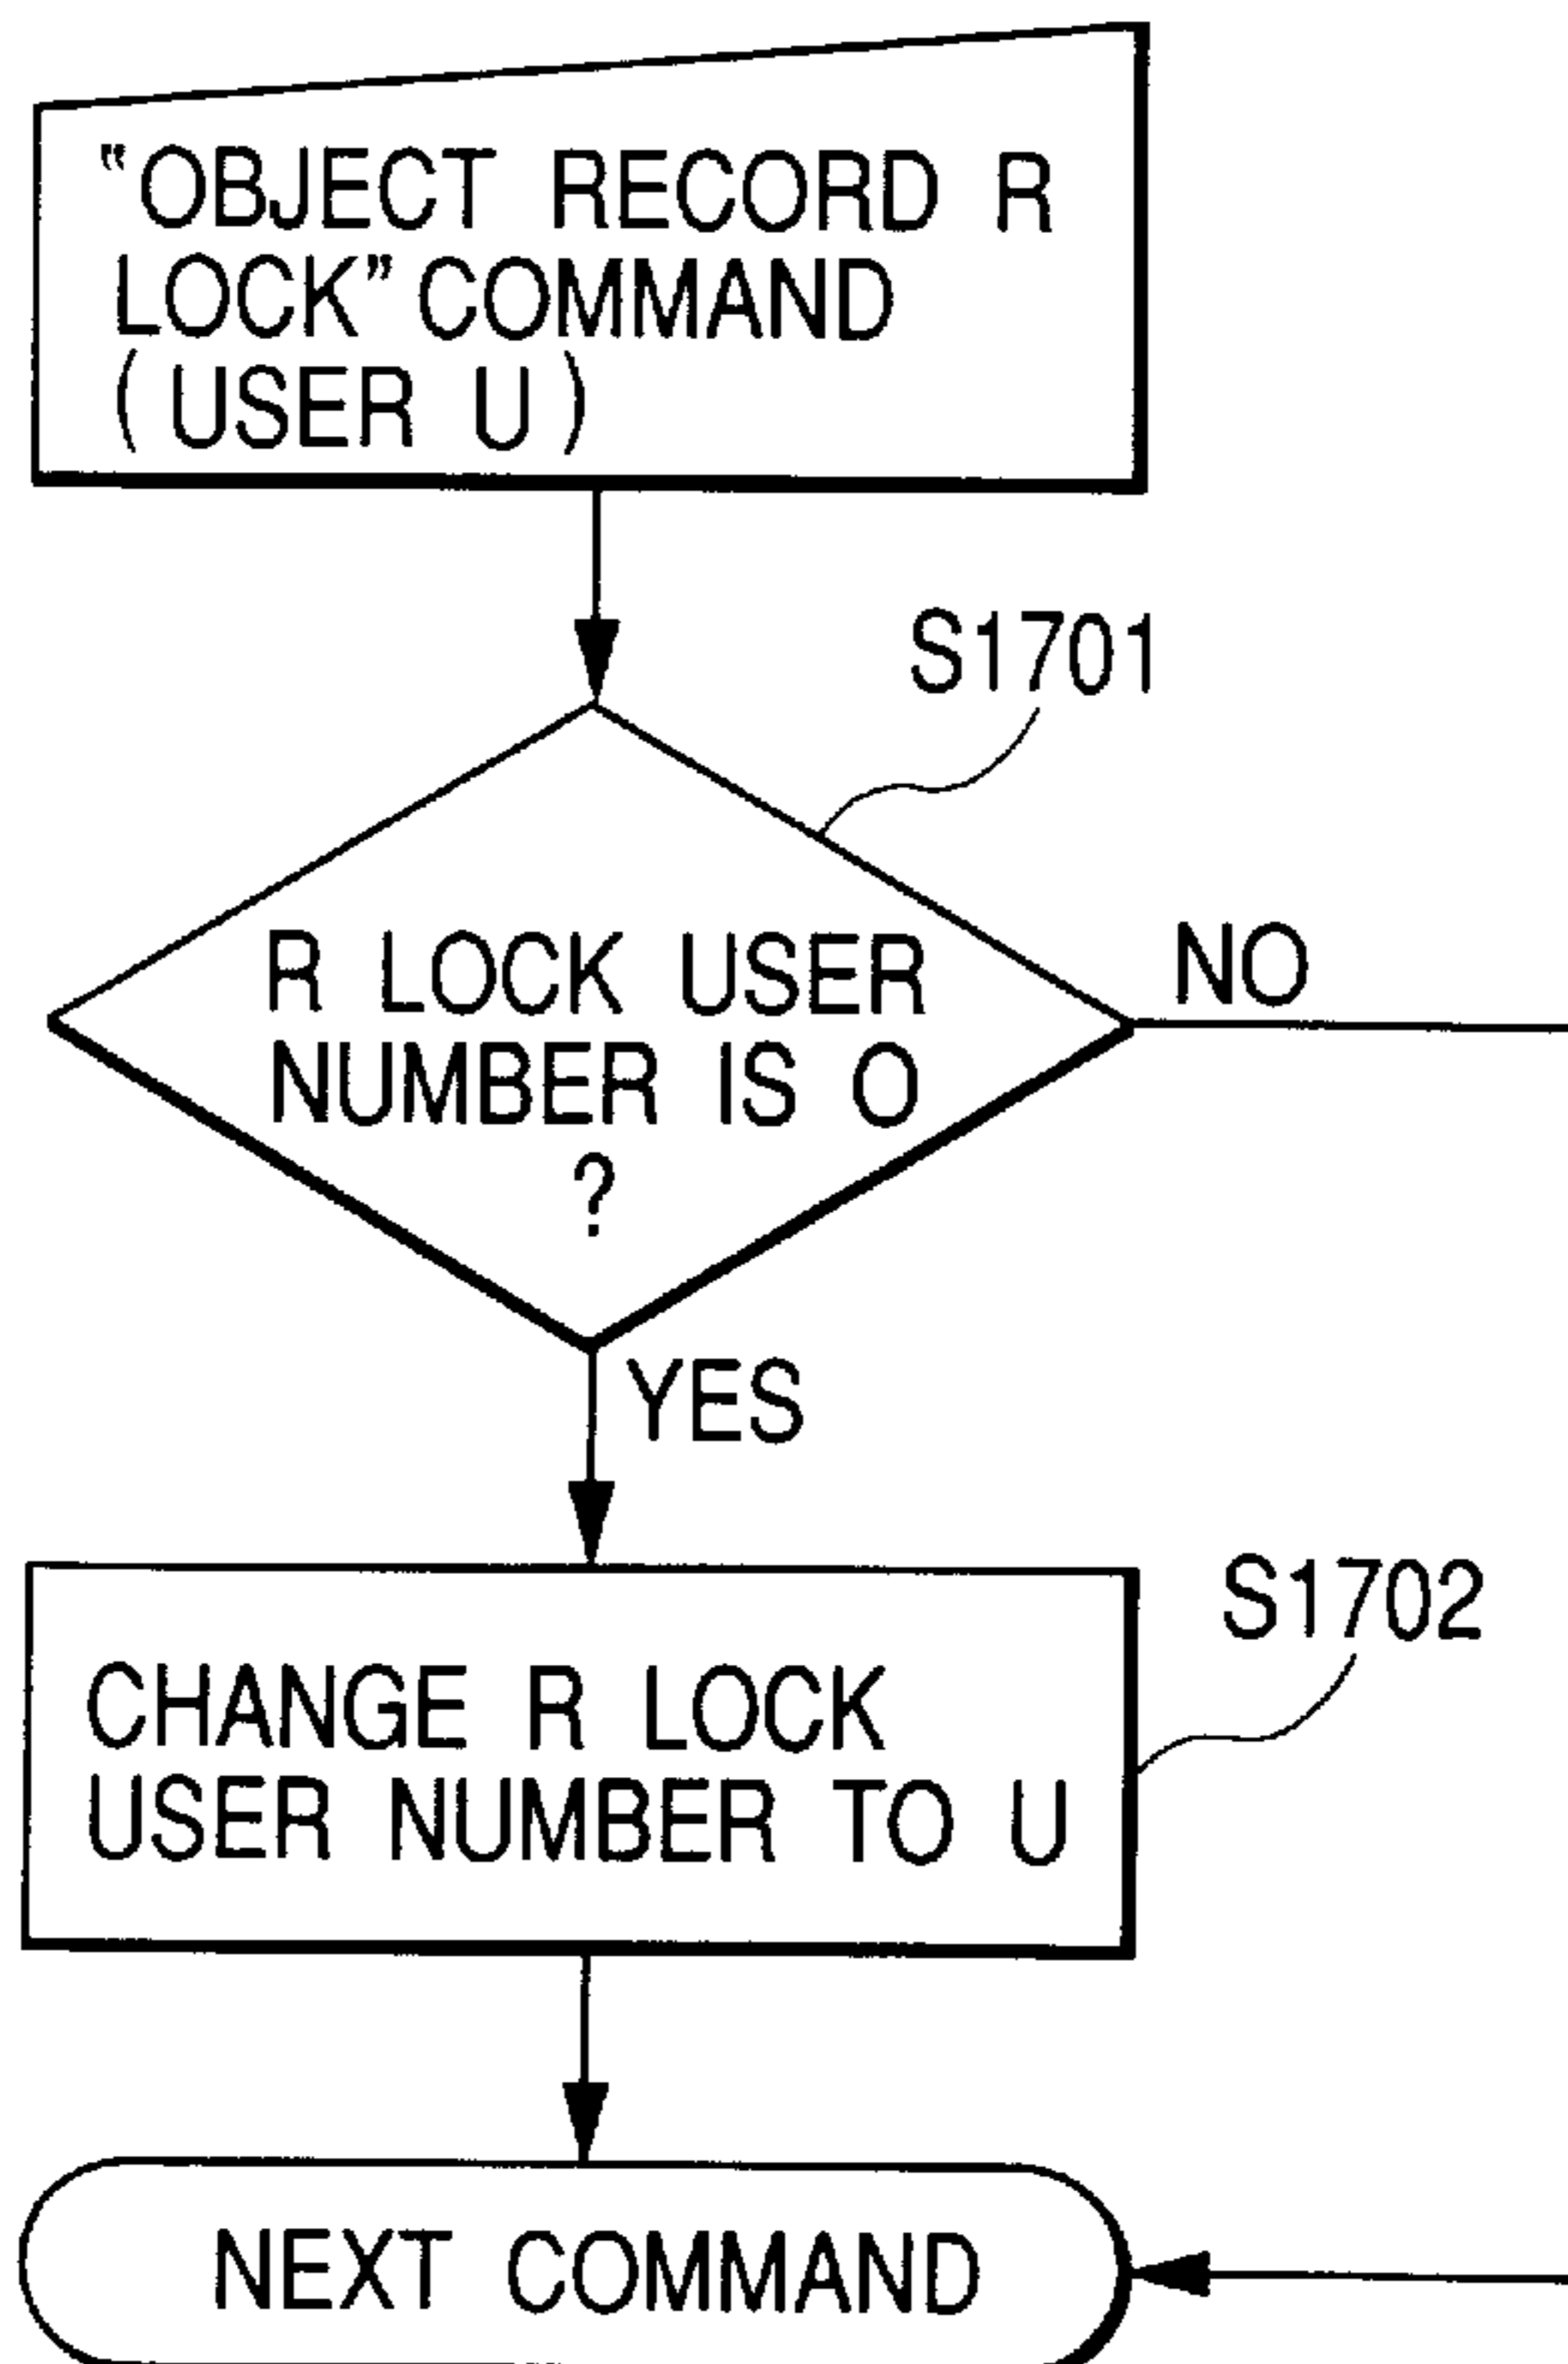 "OBJECT RECORD R
LOCK" COMMAND
(USER U)
S1701
R LOCK USER
NUMBER IS O
?
NO
YES
S1702
CHANGE R LOCK
USER NUMBER TO U
NEXT COMMAND